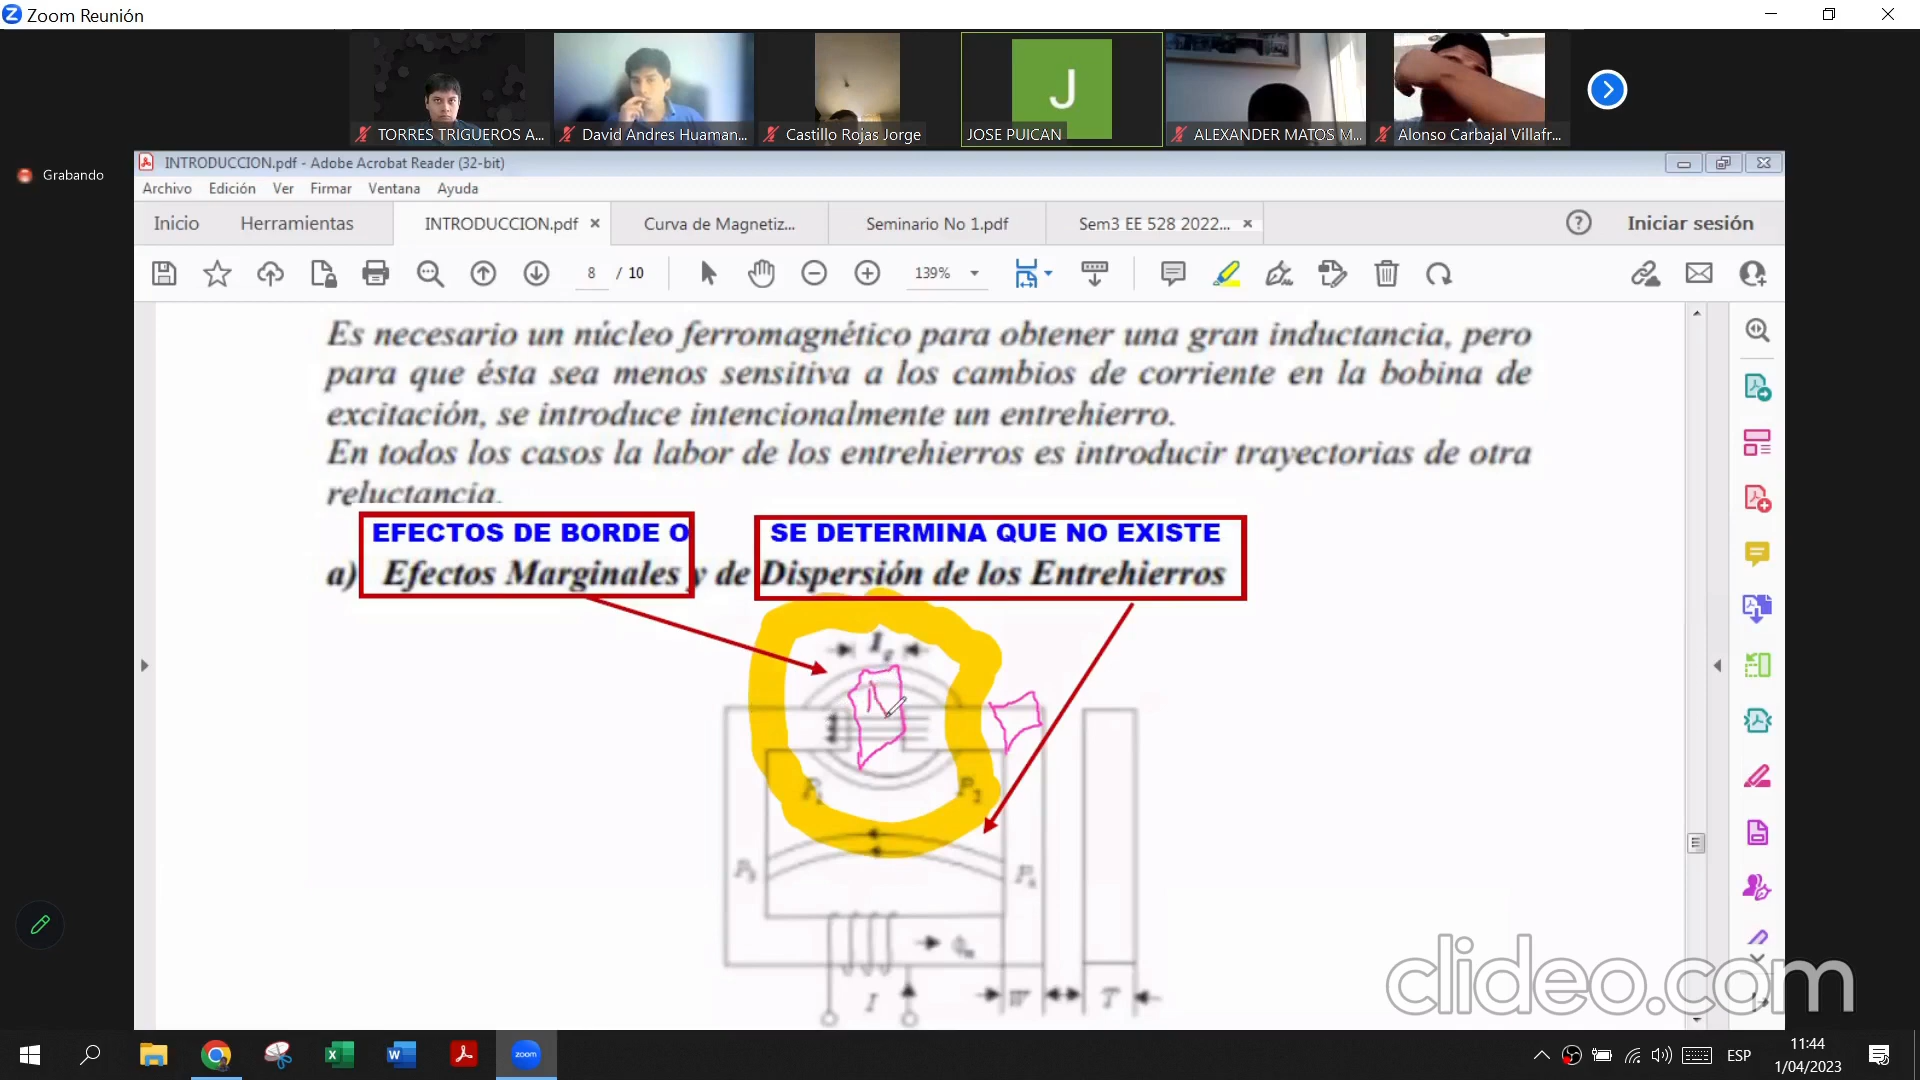 Zoom Reunión
TORRES TRIGUEROS A...
David Andres Huaman...
Castillo Rojas Jorge
J
JOSE PUICAN
ALEXANDER MATOS M...
Alonso Carbajal Villafr...
Grabando
INTRODUCCION.pdf - Adobe Acrobat Reader (32-bit)
Archivo Edición Ver Firmar Ventana Ayuda
Inicio Herramientas INTRODUCCION.pdf Curva de Magnetiz... Seminario No 1.pdf Sem3 EE 528 2022... Iniciar sesión
8 / 10 139%
Es necesario un núcleo ferromagnético para obtener una gran inductancia, pero
para que ésta sea menos sensitiva a los cambios de corriente en la bobina de
excitación, se introduce intencionalmente un entrehierro.
En todos los casos la labor de los entrehierros es introducir trayectorias de otra
reluctancia.
EFECTOS DE BORDE O SE DETERMINA QUE NO EXISTE
a) Efectos Marginales y de Dispersión de los Entrehierros
I
W T
clideo.com
zoom
ESP
11:44
1/04/2023